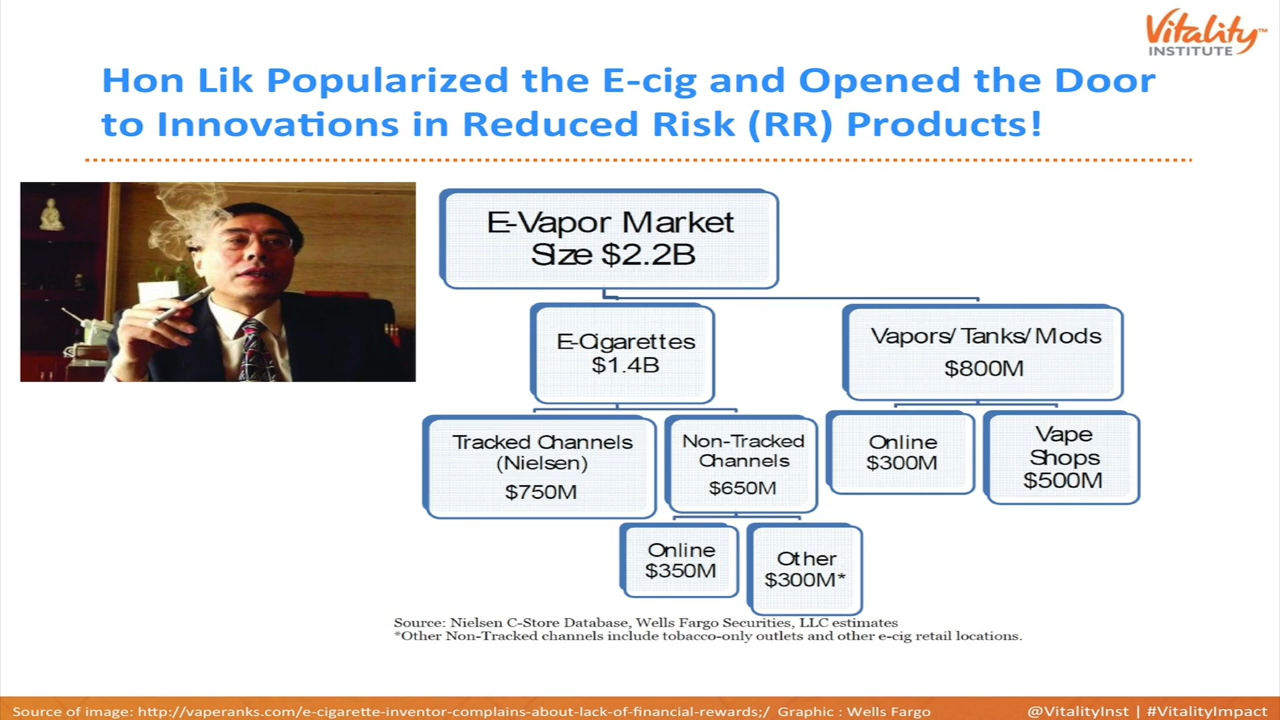 Vitality™
INSTITUTE
Hon Lik Popularized the E-cig and Opened the Door
to Innovations in Reduced Risk (RR) Products!
E-Vapor Market
Size $2.2B
E-Cigarettes
$1.4B
Vapors/ Tanks/ Mods
$800M
Tracked Channels
(Nielsen)
$750M
Non-Tracked
Channels
$650M
Online
$300M
Vape
Shops
$500M
Online
$350M
Other
$300M*
Source: Nielsen C-Store Database, Wells Fargo Securities, LLC estimates
*Other Non-Tracked channels include tobacco-only outlets and other e-cig retail locations.
Source of image: http://vaperanks.com/e-cigarette-inventor-complains-about-lack-of-financial-rewards;/ Graphic : Wells Fargo
@VitalityInst | #VitalityImpact